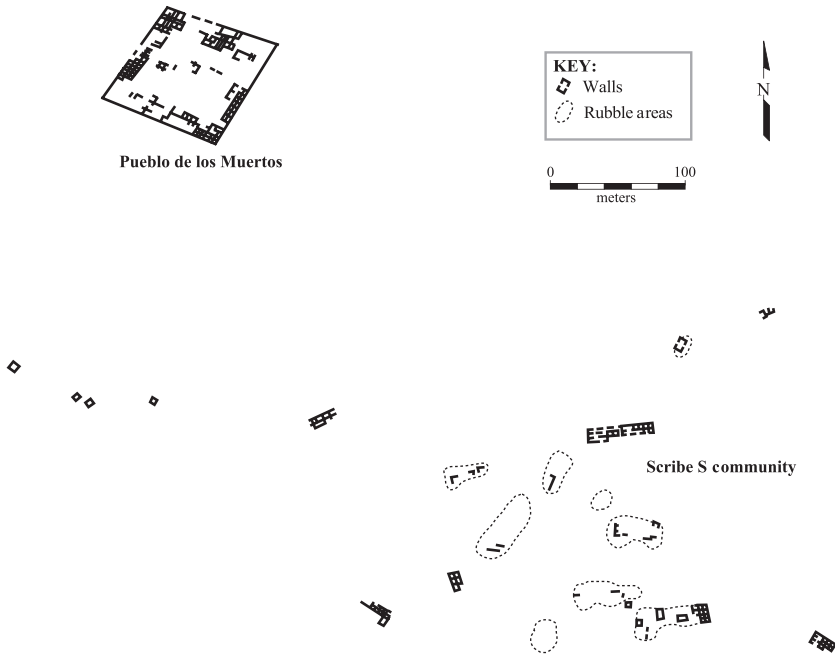 Pueblo de los Muertos
KEY:
Walls
Rubble areas
N
0 100
meters
Scribe S community